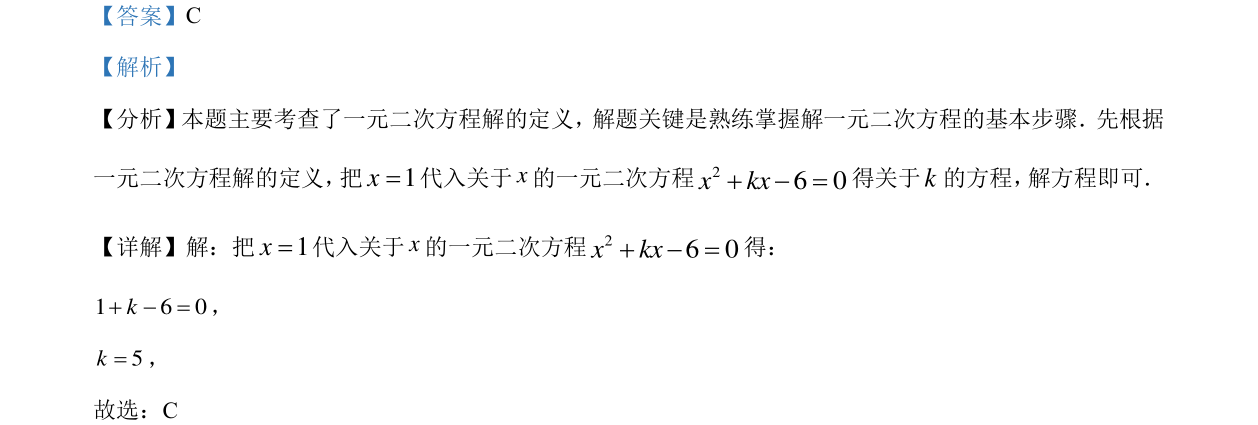 【答案】C
【解析】
【分析】本题主要考查了一元二次方程解的定义，解题关键是熟练掌握解一元二次方程的基本步骤．先根据
一元二次方程解的定义，把 x = 1 代入关于 x 的一元二次方程 x² + kx − 6 = 0 得关于 k 的方程，解方程即可．
【详解】解：把 x = 1 代入关于 x 的一元二次方程 x² + kx − 6 = 0 得：
1 + k − 6 = 0，
k = 5，
故选：C